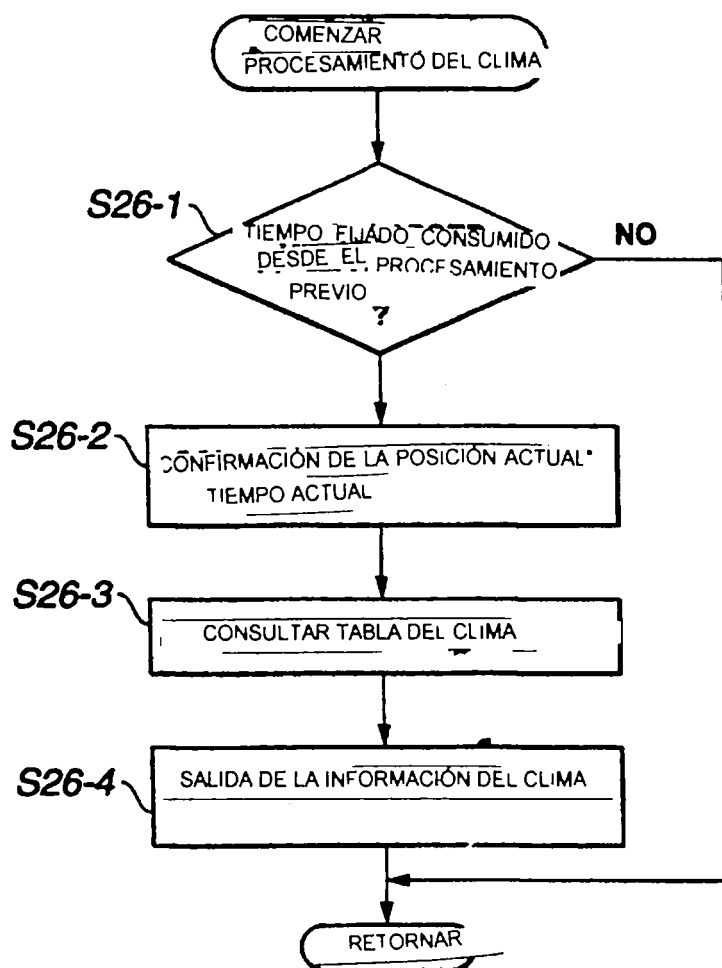 COMENZAR
PROCESAMIENTO DEL CLIMA
S26-1
TIEMPO FIJADO CONSUMIDO
DESDE EL PROCESAMIENTO
PREVIO
?
NO
S26-2
CONFIRMACIÓN DE LA POSICIÓN ACTUAL·
TIEMPO ACTUAL
S26-3
CONSULTAR TABLA DEL CLIMA
S26-4
SALIDA DE LA INFORMACIÓN DEL CLIMA
RETORNAR